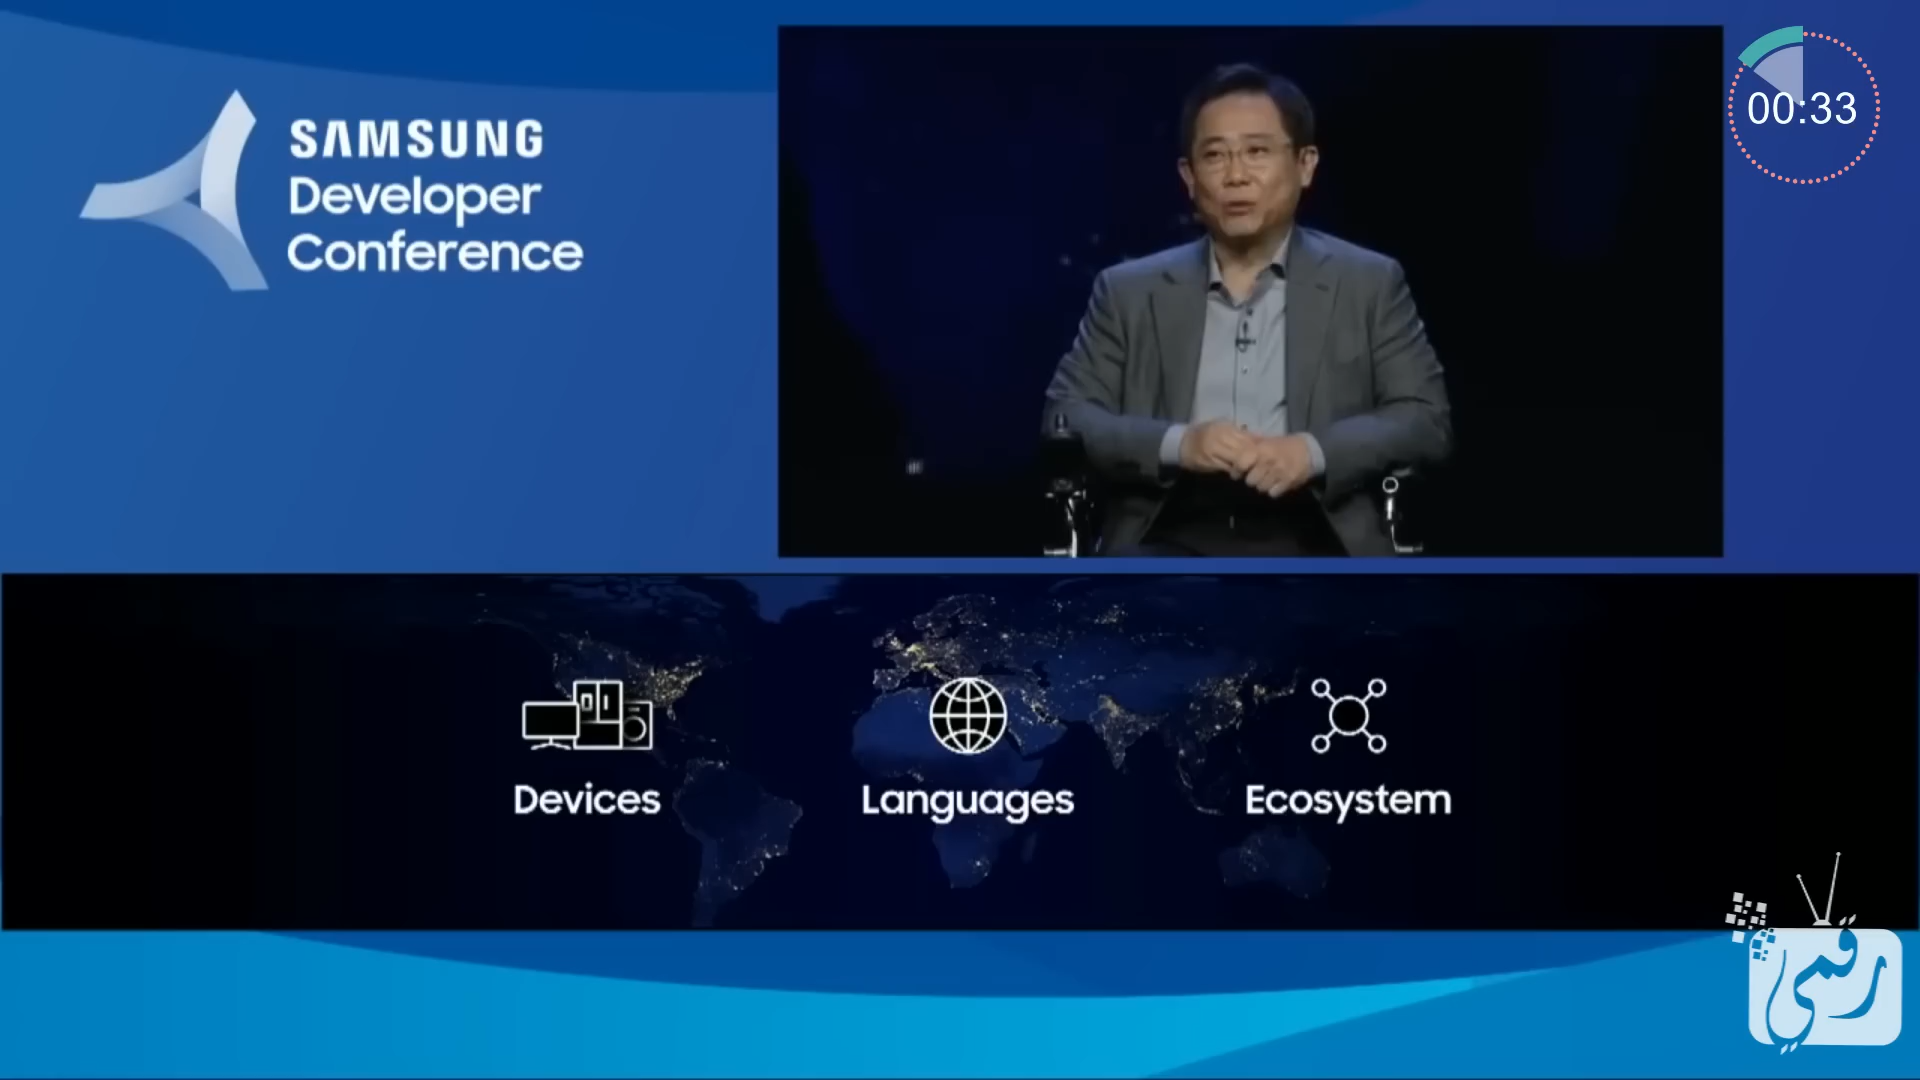 SAMSUNG
Developer
Conference
00:33
Devices
Languages
Ecosystem
رقمي